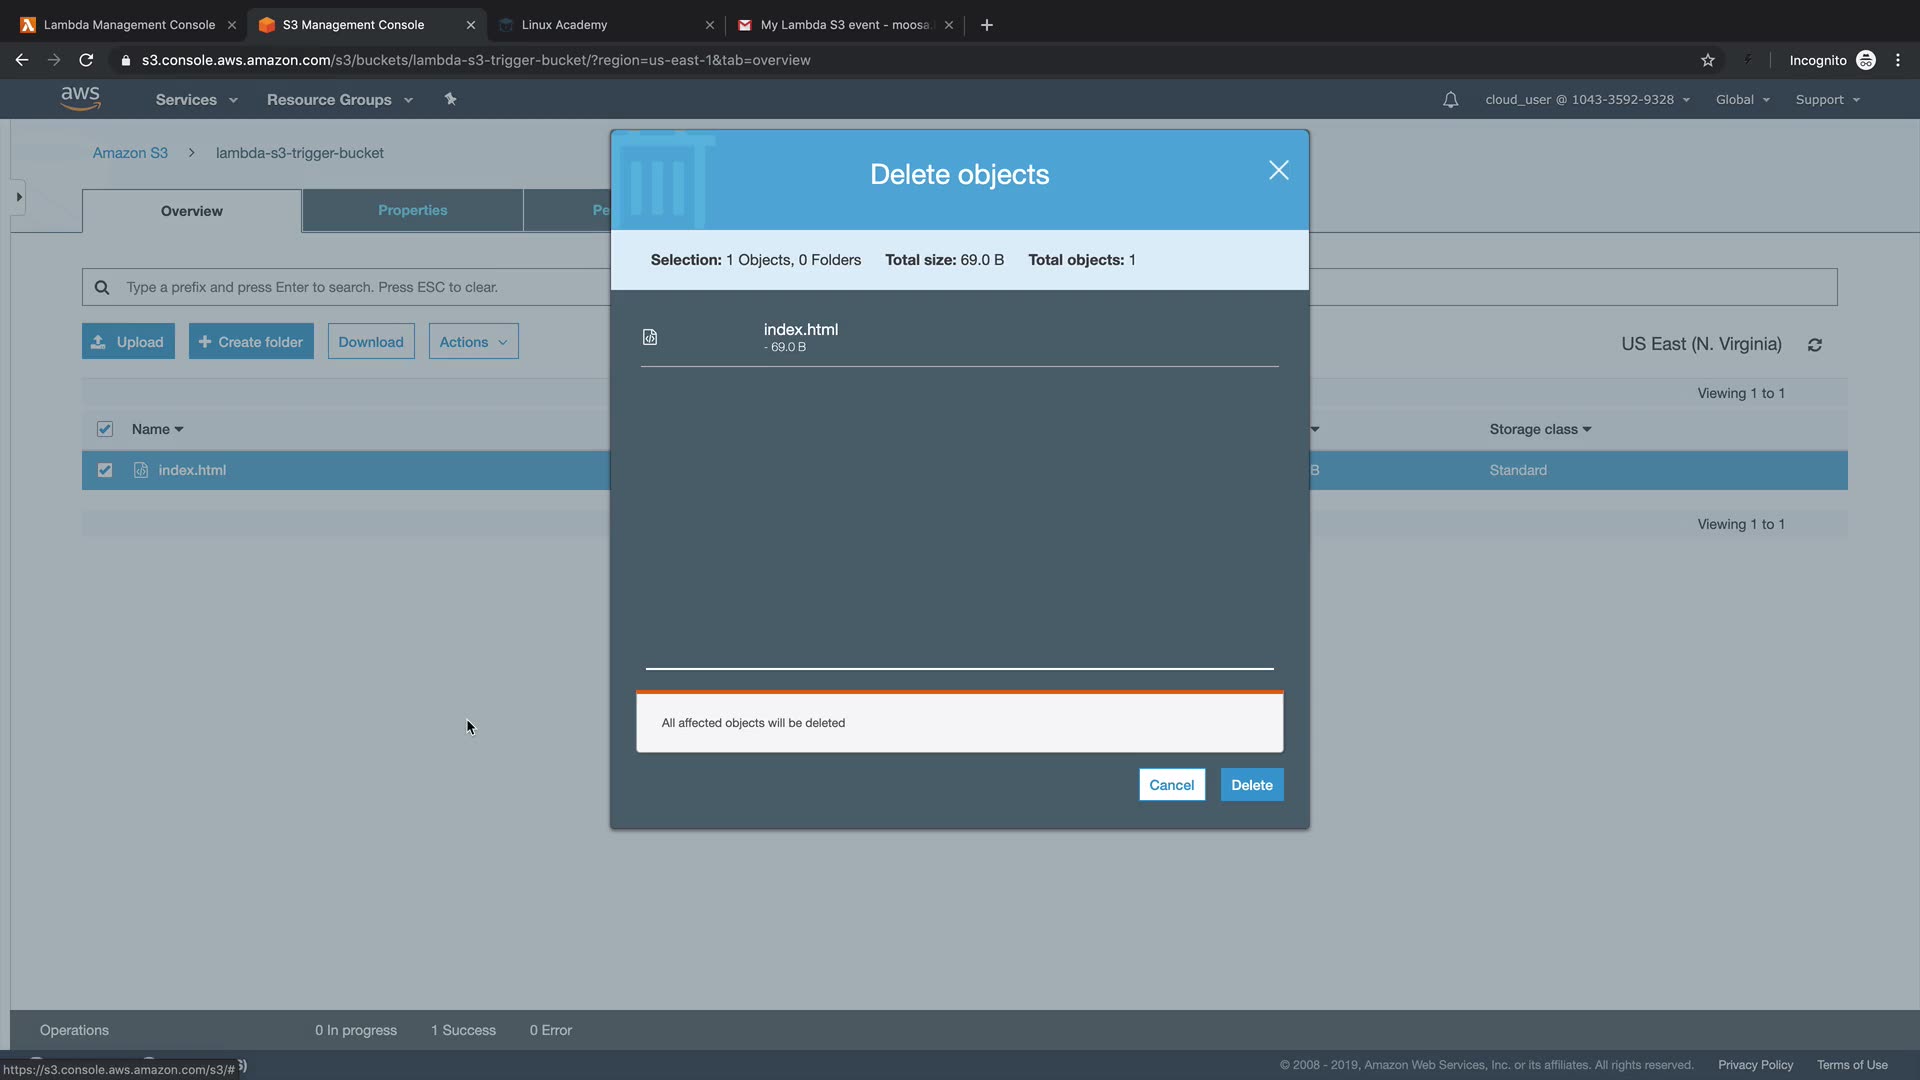 Lambda Management Console
S3 Management Console
Linux Academy
My Lambda S3 event - moosa.
s3.console.aws.amazon.com/s3/buckets/lambda-s3-trigger-bucket/?region=us-east-1&tab=overview
Incognito
aws
Services
Resource Groups
cloud_user @ 1043-3592-9328
Global
Support
Amazon S3 > lambda-s3-trigger-bucket
Overview
Properties
Pe
Type a prefix and press Enter to search. Press ESC to clear.
Upload
+ Create folder
Download
Actions
US East (N. Virginia)
Viewing 1 to 1
Name
Storage class
index.html
B
Standard
Viewing 1 to 1
Delete objects
Selection: 1 Objects, 0 Folders Total size: 69.0 B Total objects: 1
index.html
- 69.0 B
All affected objects will be deleted
Cancel
Delete
Operations
0 In progress
1 Success
0 Error
https://s3.console.aws.amazon.com/s3/#
© 2008 - 2019, Amazon Web Services, Inc. or its affiliates. All rights reserved.
Privacy Policy
Terms of Use